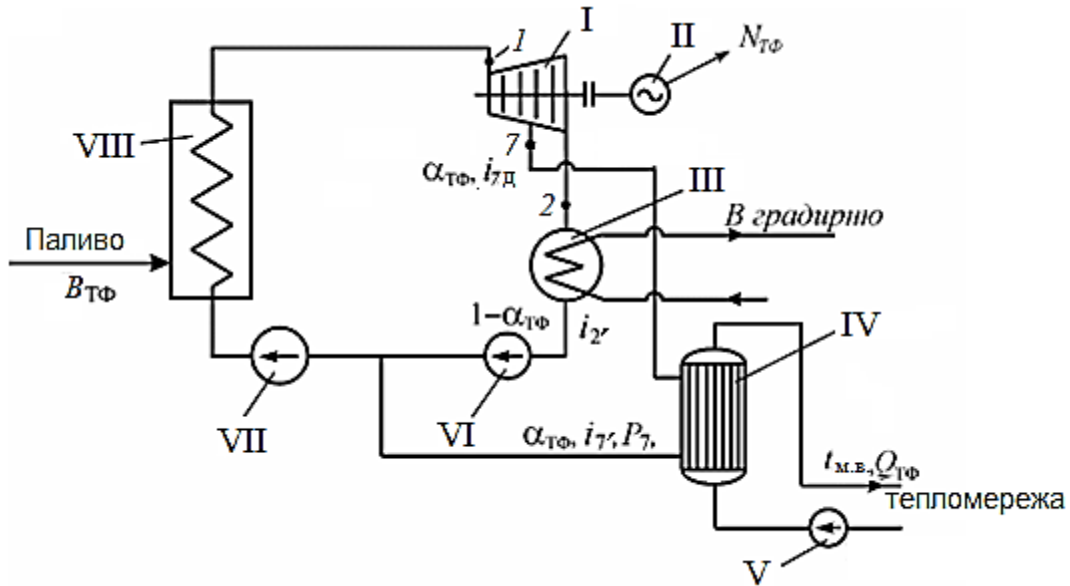 I
II
N_ТФ
1
VIII
7
α_ТФ, i_7д
III
2
В градирню
Паливо
B_ТФ
1−α_ТФ
i_2′
IV
VII
VI
α_ТФ, i_7′, P_7,
t_м.в., Q_ТФ
тепломережа
V